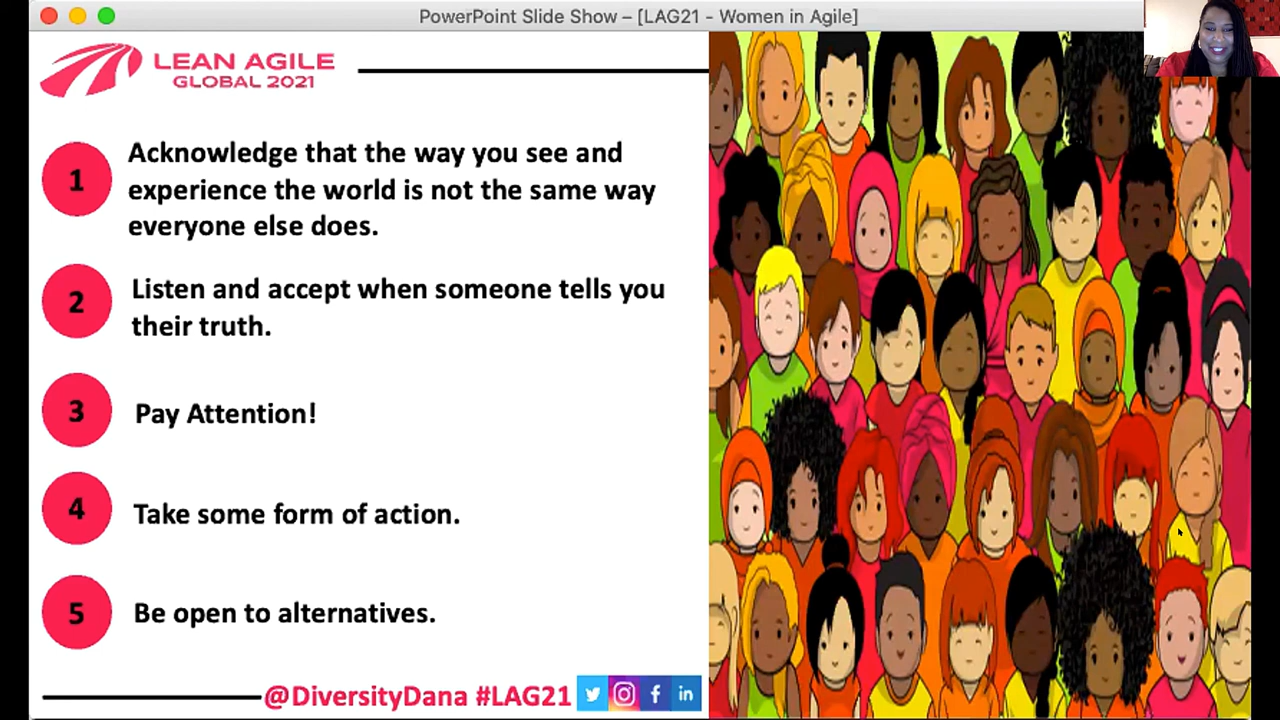 PowerPoint Slide Show – [LAG21 - Women in Agile]
LEAN AGILE
GLOBAL 2021
1
Acknowledge that the way you see and
experience the world is not the same way
everyone else does.
2
Listen and accept when someone tells you
their truth.
3
Pay Attention!
4
Take some form of action.
5
Be open to alternatives.
@DiversityDana #LAG21